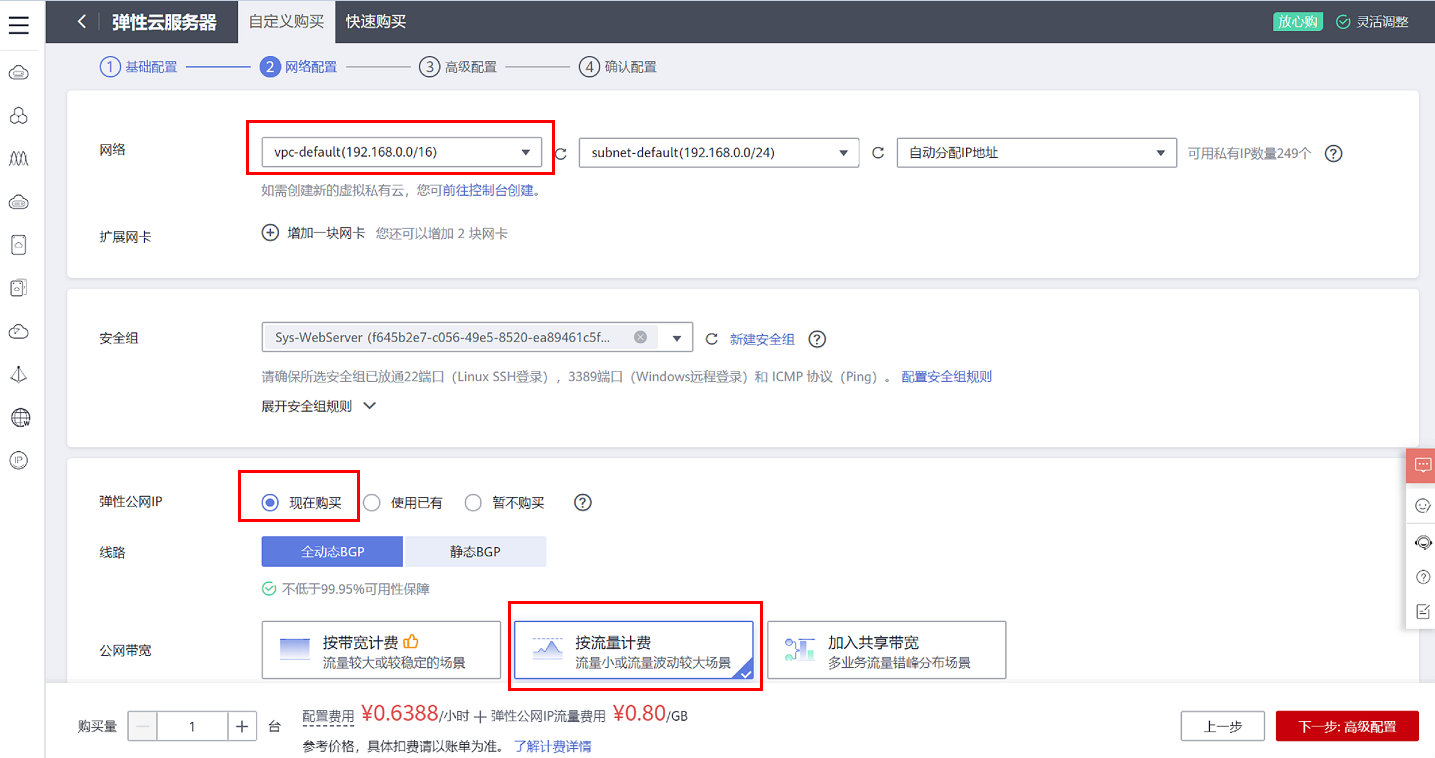 弹性云服务器 自定义购买 快速购买 放心购 灵活调整
1 基础配置 2 网络配置 3 高级配置 4 确认配置
网络 vpc-default(192.168.0.0/16) subnet-default(192.168.0.0/24) 自动分配IP地址 可用私有IP数量249个
如需创建新的虚拟私有云，您可前往控制台创建。
扩展网卡 增加一块网卡 您还可以增加 2 块网卡
安全组 Sys-WebServer (f645b2e7-c056-49e5-8520-ea89461c5f... 新建安全组
请确保所选安全组已放通22端口（Linux SSH登录），3389端口（Windows远程登录）和 ICMP 协议（Ping）。 配置安全组规则
展开安全组规则
弹性公网IP 现在购买 使用已有 暂不购买
线路 全动态BGP 静态BGP
不低于99.95%可用性保障
公网带宽 按带宽计费 按流量计费 加入共享带宽
流量较大或较稳定的场景 流量小或流量波动较大场景 多业务流量错峰分布场景
购买量 1 台 配置费用 ¥0.6388/小时 + 弹性公网IP流量费用 ¥0.80/GB 上一步 下一步: 高级配置
参考价格，具体扣费请以账单为准。 了解计费详情
IP